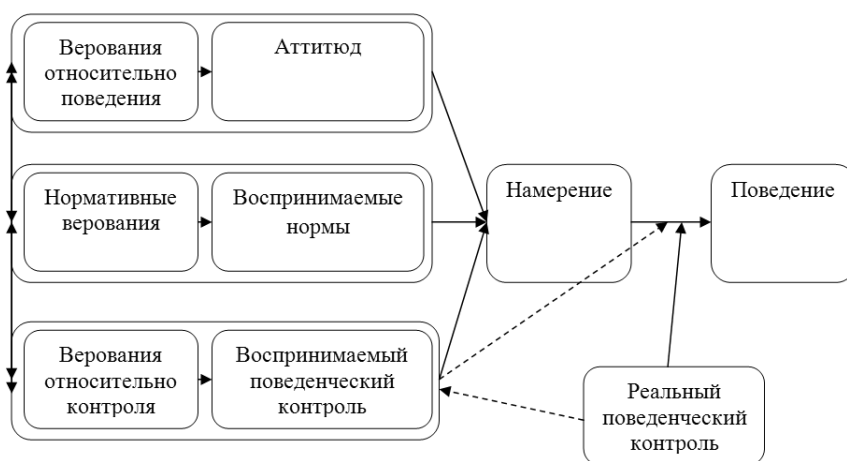 Верования
относительно
поведения
Аттитюд
Нормативные
верования
Воспринимаемые
нормы
Намерение
Поведение
Верования
относительно
контроля
Воспринимаемый
поведенческий
контроль
Реальный
поведенческий
контроль